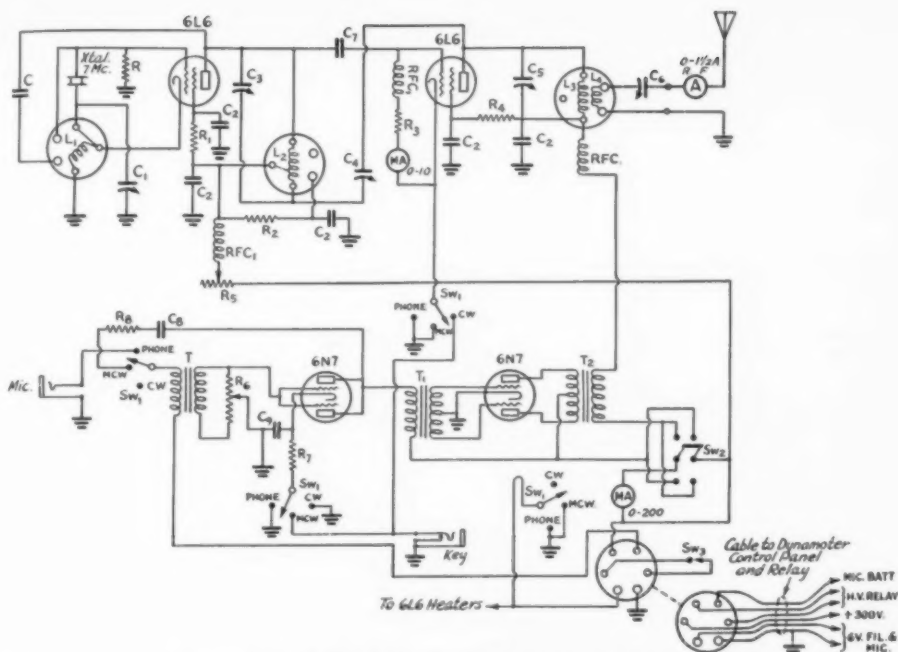 6L6
C7
6L6
0-1½A
R F
Xtal.
7 Mc.
R
C
C3
RFC1
C5
L3
L4
C6
A
L1
C1
R1
C2
C2
L2
C4
R3
MA
0-10
C2
R4
C2
RFC.
R2
C2
RFC1
R5
Sw1
PHONE
MCW
CW
R8
C8
PHONE
MCW
CW
Sw1
Mic.
T
R6
C9
6N7
R7
T1
6N7
T2
Sw2
Sw1
PHONE
CW
MCW
Key
Sw1
CW
MCW.
PHONE
MA
0-200
Sw3
Cable to Dynamotor
Control Panel
and Relay
To 6L6 Heaters
MIC. BATT
H.V. RELAY
+ 300V.
6V. FIL. &
MIC.